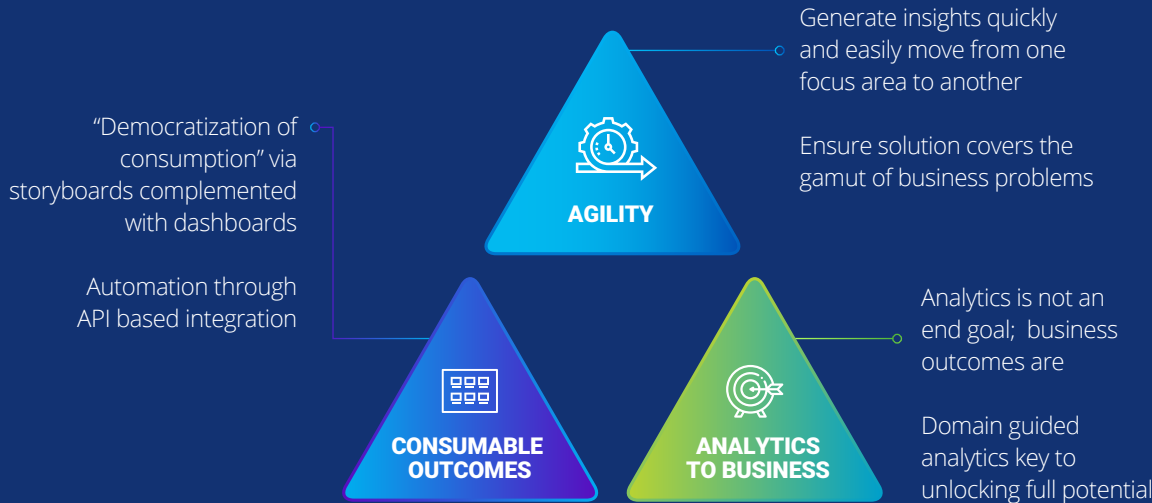 Generate insights quickly
and easily move from one
focus area to another
Ensure solution covers the
gamut of business problems
AGILITY
“Democratization of
consumption” via
storyboards complemented
with dashboards
Automation through
API based integration
CONSUMABLE
OUTCOMES
ANALYTICS
TO BUSINESS
Analytics is not an
end goal;  business
outcomes are
Domain guided
analytics key to
unlocking full potential